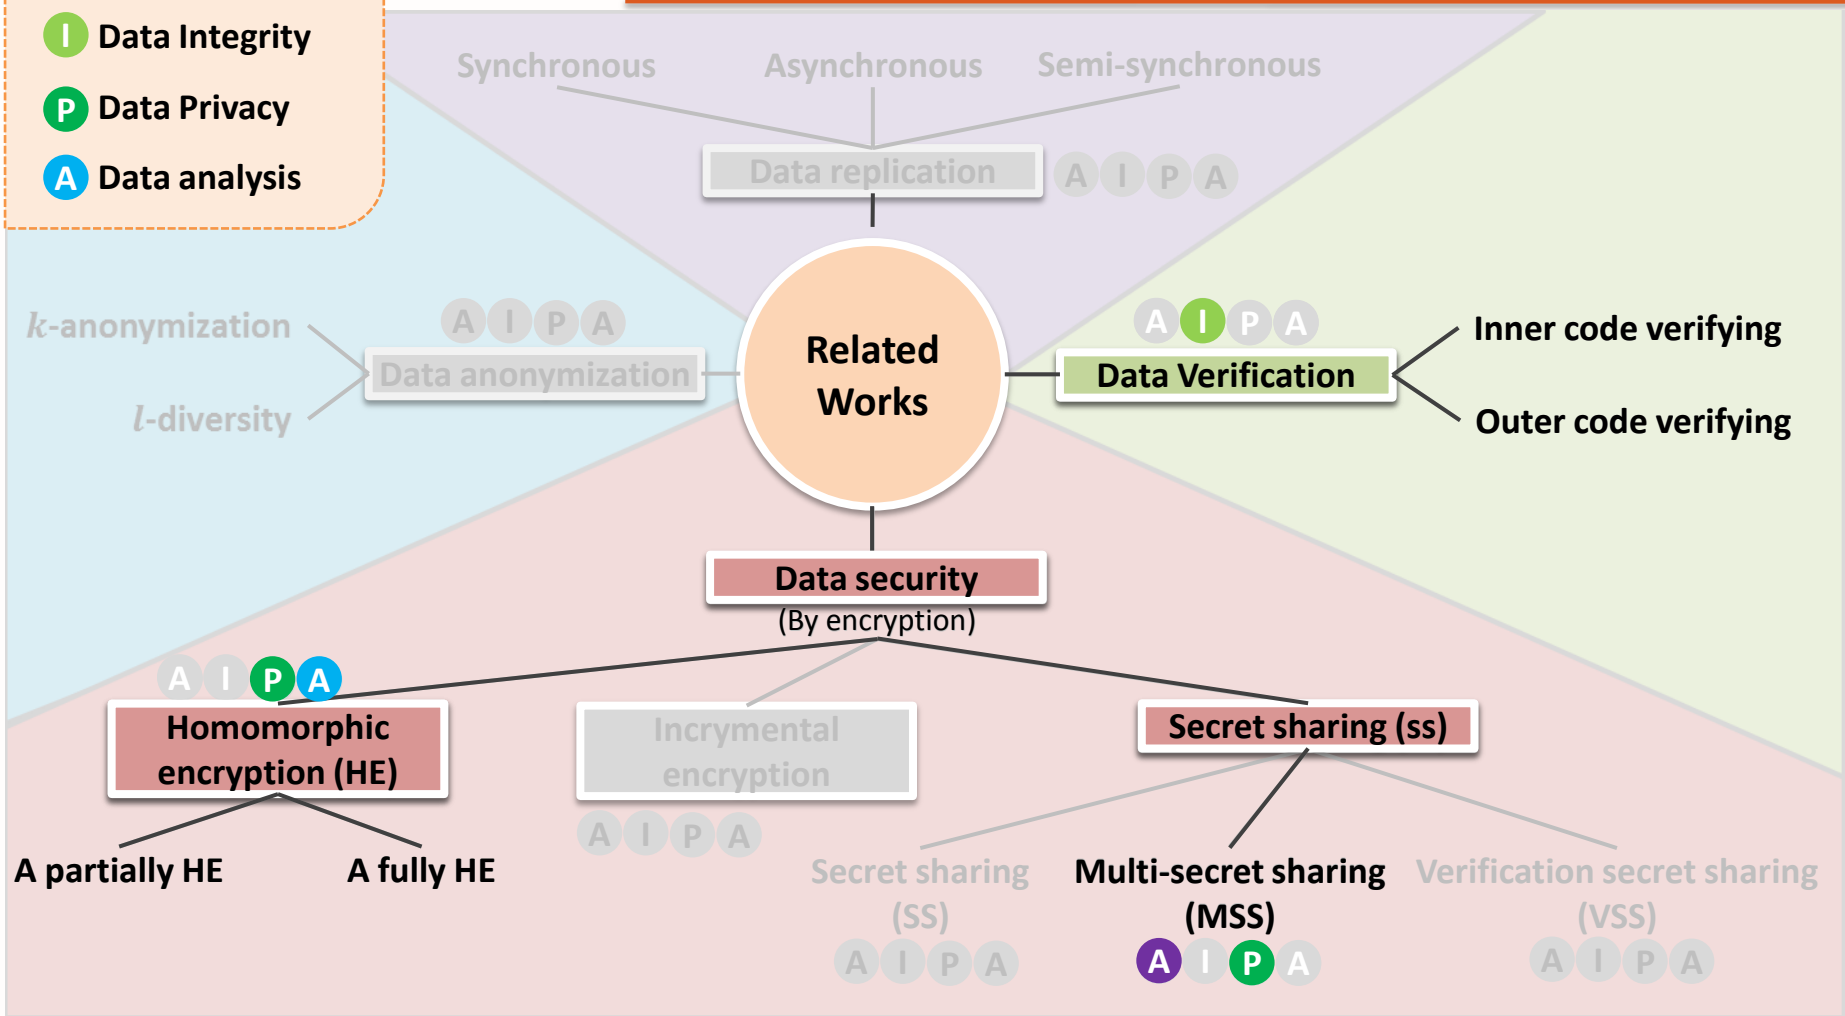 I Data Integrity
P Data Privacy
A Data analysis
Synchronous
Asynchronous
Semi-synchronous
Data replication
A I P A
k-anonymization
l-diversity
A I P A
Data anonymization
Related
Works
A I P A
Data Verification
Inner code verifying
Outer code verifying
Data security
(By encryption)
A I P A
Homomorphic
encryption (HE)
A partially HE
A fully HE
Incrymental
encryption
A I P A
Secret sharing (ss)
Secret sharing
(SS)
A I P A
Multi-secret sharing
(MSS)
A I P A
Verification secret sharing
(VSS)
A I P A